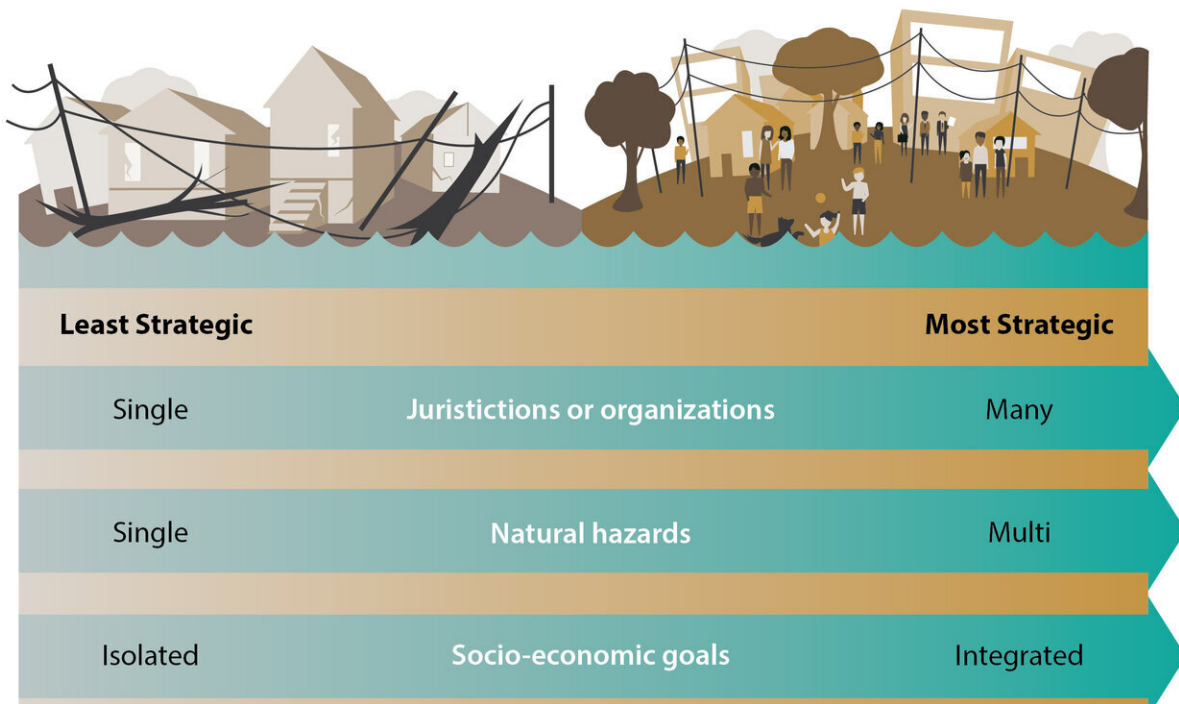 Least Strategic Most Strategic
Single Juristictions or organizations Many
Single Natural hazards Multi
Isolated Socio-economic goals Integrated